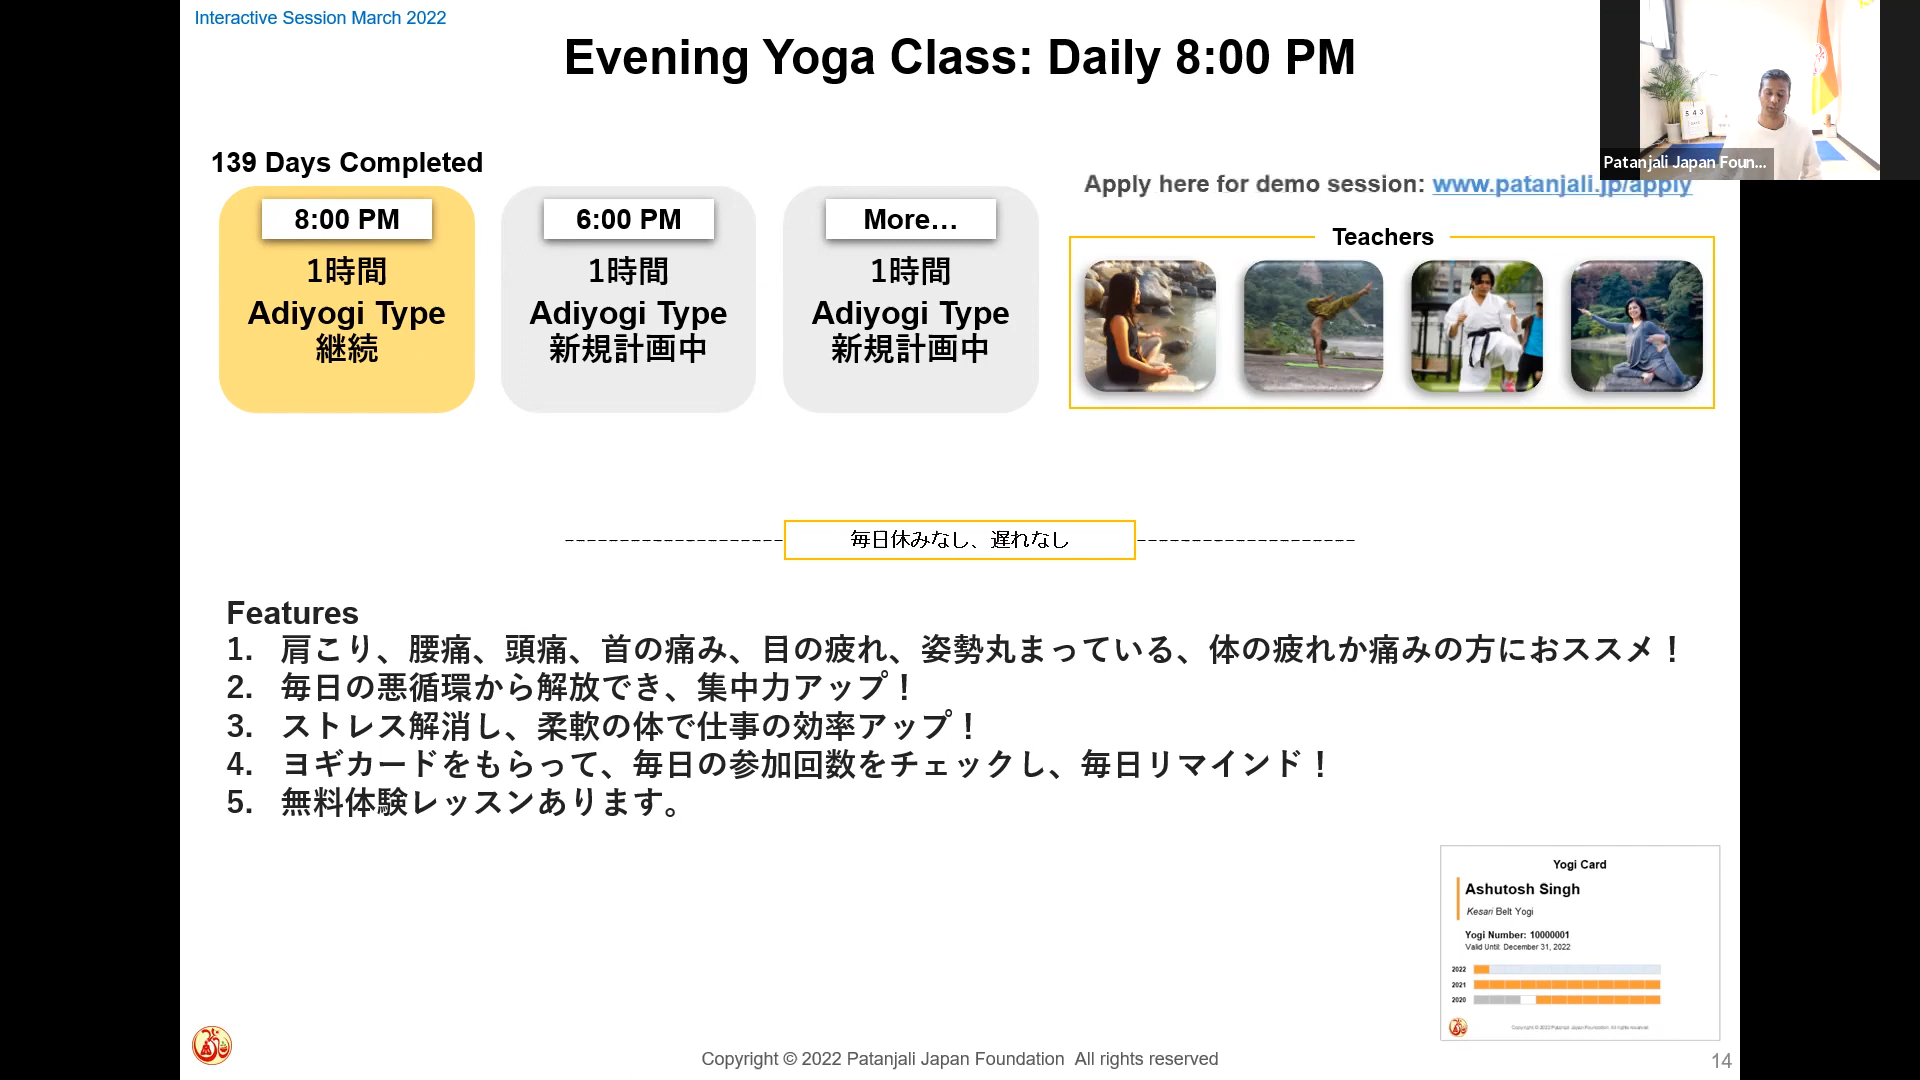 Interactive Session March 2022
Evening Yoga Class: Daily 8:00 PM
Patanjali Japan Foun...
139 Days Completed
Apply here for demo session: www.patanjali.jp/apply
8:00 PM
1時間
Adiyogi Type
継続
6:00 PM
1時間
Adiyogi Type
新規計画中
More…
1時間
Adiyogi Type
新規計画中
Teachers
毎日休みなし、遅れなし
Features
1. 肩こり、腰痛、頭痛、首の痛み、目の疲れ、姿勢丸まっている、体の疲れか痛みの方におススメ！
2. 毎日の悪循環から解放でき、集中力アップ！
3. ストレス解消し、柔軟の体で仕事の効率アップ！
4. ヨギカードをもらって、毎日の参加回数をチェックし、毎日リマインド！
5. 無料体験レッスンあります。
Yogi Card
Ashutosh Singh
Kesari Belt Yogi
Yogi Number: 10000001
Valid Until: December 31, 2022
2022
2021
2020
Copyright © 2022 Patanjali Japan Foundation All rights reserved
Copyright © 2022 Patanjali Japan Foundation All rights reserved
14